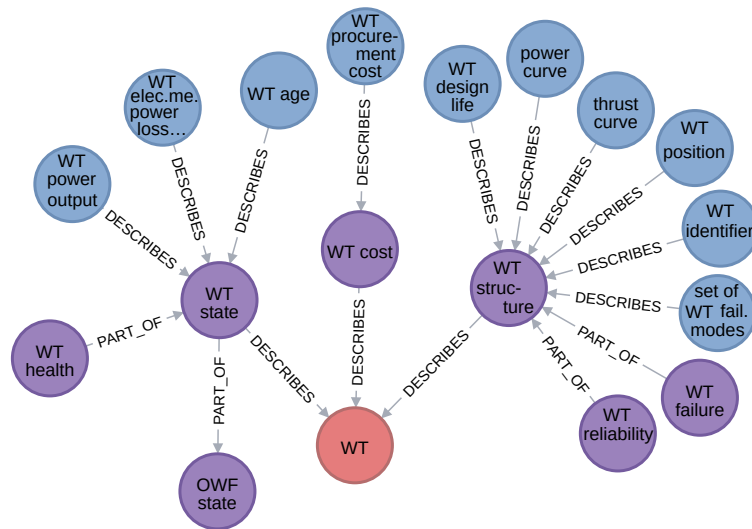 WT
procure-
ment
cost
WT
elec.me.
power
loss…
WT age
WT
design
life
power
curve
thrust
curve
WT
position
WT
power
output
WT
identifier
set of
WT fail.
modes
DESCRIBES
DESCRIBES
DESCRIBES
DESCRIBES
DESCRIBES
DESCRIBES
DESCRIBES
DESCRIBES
DESCRIBES
DESCRIBES
WT cost
WT
state
WT
struc-
ture
WT
health
PART_OF
PART_OF
DESCRIBES
DESCRIBES
DESCRIBES
PART_OF
PART_OF
WT
failure
WT
reliability
WT
OWF
state